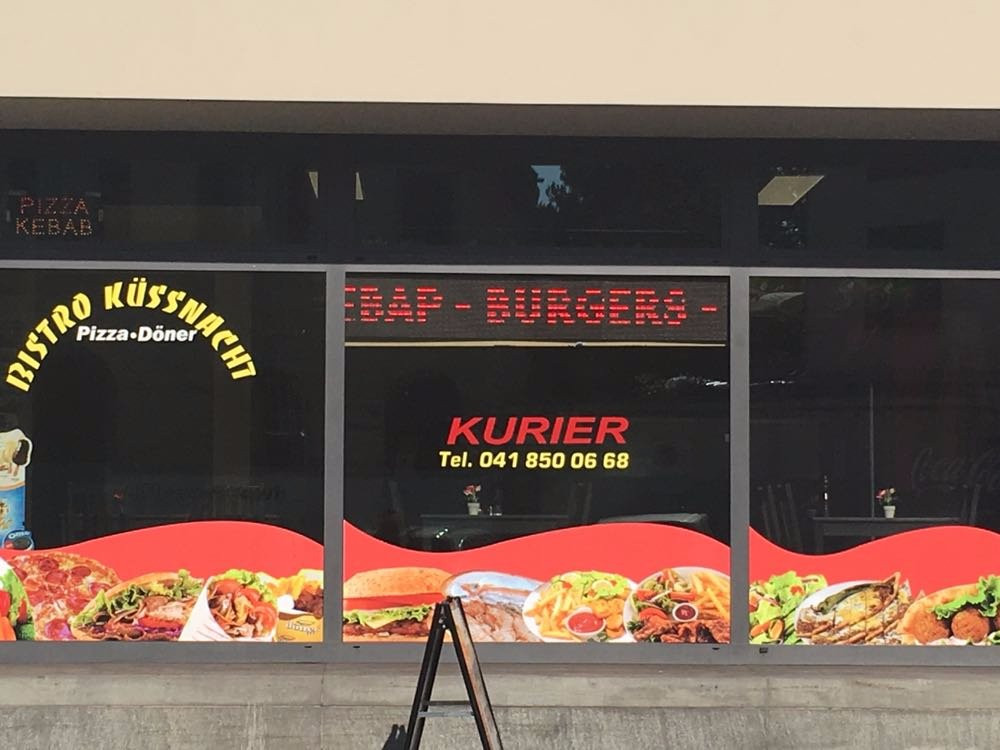 PIZZA
KEBAB
BISTRO KÜSSNACHT
Pizza•Döner
EBAP - BURGERS -
KURIER
Tel. 041 850 06 68